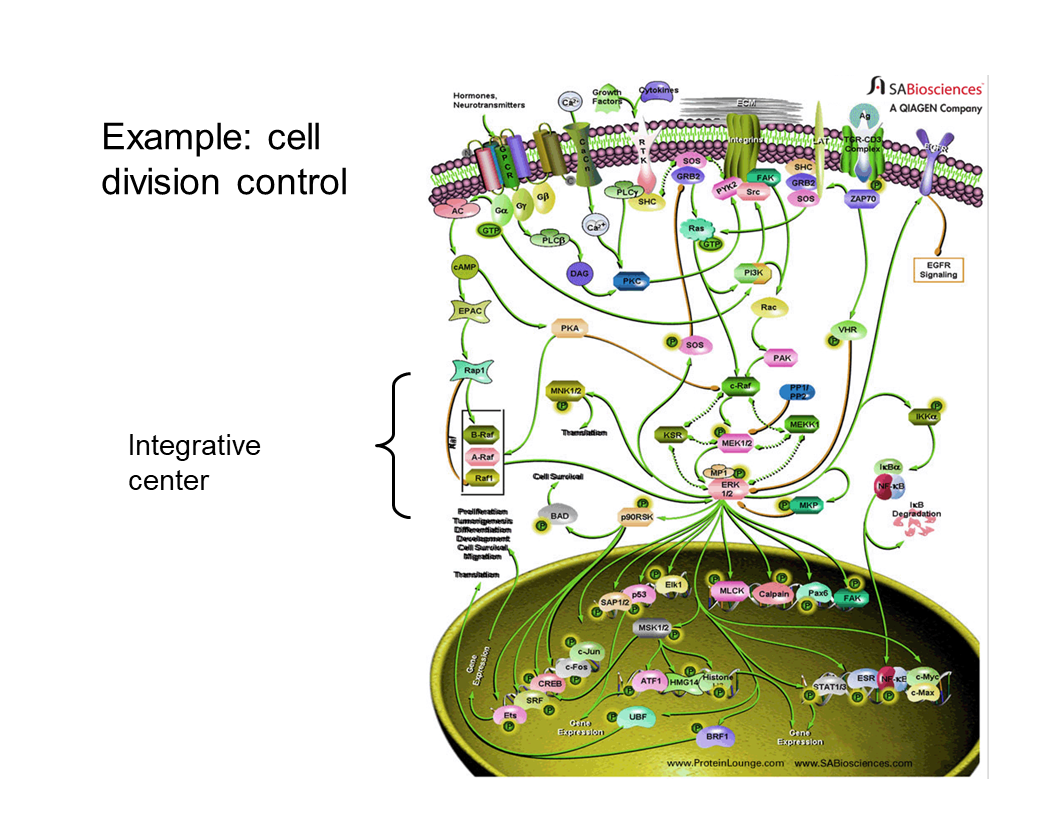 Example: cell
division control
Integrative
center
SABiosciences
A QIAGEN Company
Hormones,
Neurotransmitters
Ca2+
Growth
Factors
Cytokines
ECM
Ag
Integrins
LAT
TGR-CD3
Complex
EGFR
GPCR
CaCn
RTK
SOS
GRB2
SHC
GRB2
SOS
FAK
PYK2
Src
P
ZAP70
AC
Gα
Gγ
Gβ
GTP
PLCγ
SHC
PLCβ
Ca2+
Ras
GTP
EGFR
Signaling
cAMP
DAG
PKC
PI3K
EPAC
Rac
PKA
VHR
P
P
SOS
Rap1
PAK
c-Raf
MNK1/2
P
PP1/
PP2
P
IKKα
Raf
B-Raf
A-Raf
Raf1
Translation
KSR
P
MEK1/2
MEKK1
MP1
P
ERK
1/2
IκBα
NF-κB
Cell Survival
BAD
P
P
p90RSK
P
MKP
IκB
Degradation
Proliferation
Tumorigenesis
Differentiation
Development
Cell Survival
Migration
Translation
P
Elk1
p53
SAP1/2
P
P
P
MLCK
P
Calpain
Pax6
P
P
FAK
MSK1/2
P
Gene
Expression
P
c-Jun
c-Fos
P
P
CREB
SRF
P
Ets
P
ATF1
P
HMG14
P
Histone
P
STAT1/3
P
ESR
P
NF-κB
P
c-Myc
c-Max
Gene
Expression
P
UBF
P
BRF1
P
Gene
Expression
www.ProteinLounge.com
www.SABiosciences.com